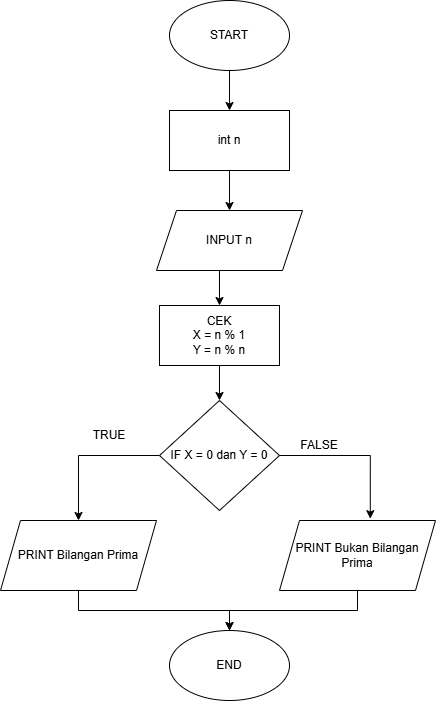 START
int n
INPUT n
CEK
X = n % 1
Y = n % n
IF X = 0 dan Y = 0
TRUE
FALSE
PRINT Bilangan Prima
PRINT Bukan Bilangan
Prima
END